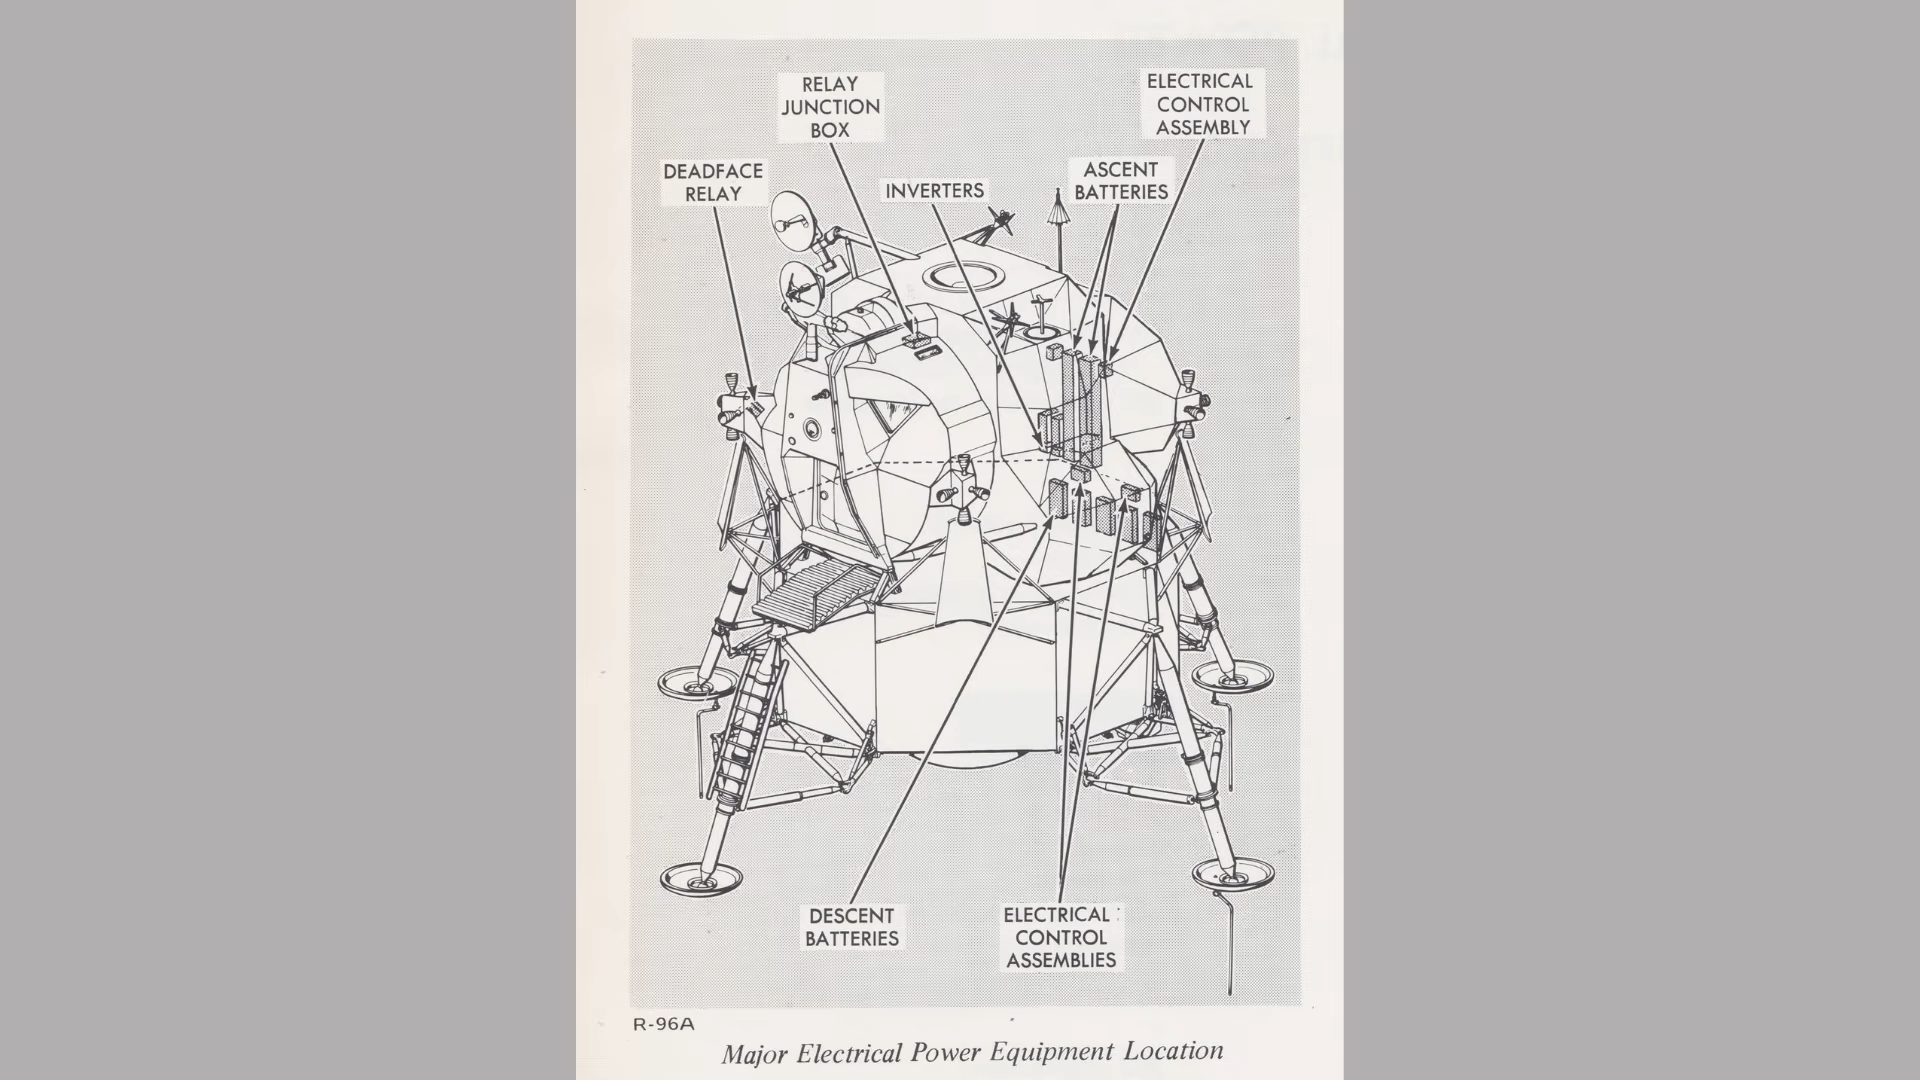 RELAY
JUNCTION
BOX
ELECTRICAL
CONTROL
ASSEMBLY
DEADFACE
RELAY
INVERTERS
ASCENT
BATTERIES
DESCENT
BATTERIES
ELECTRICAL
CONTROL
ASSEMBLIES
R-96A
Major Electrical Power Equipment Location